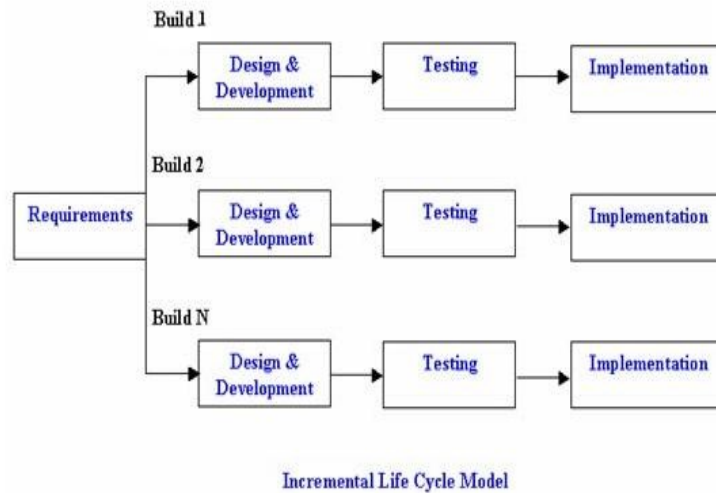 Build 1
Design &
Development
Testing
Implementation
Build 2
Requirements
Design &
Development
Testing
Implementation
Build N
Design &
Development
Testing
Implementation
Incremental Life Cycle Model